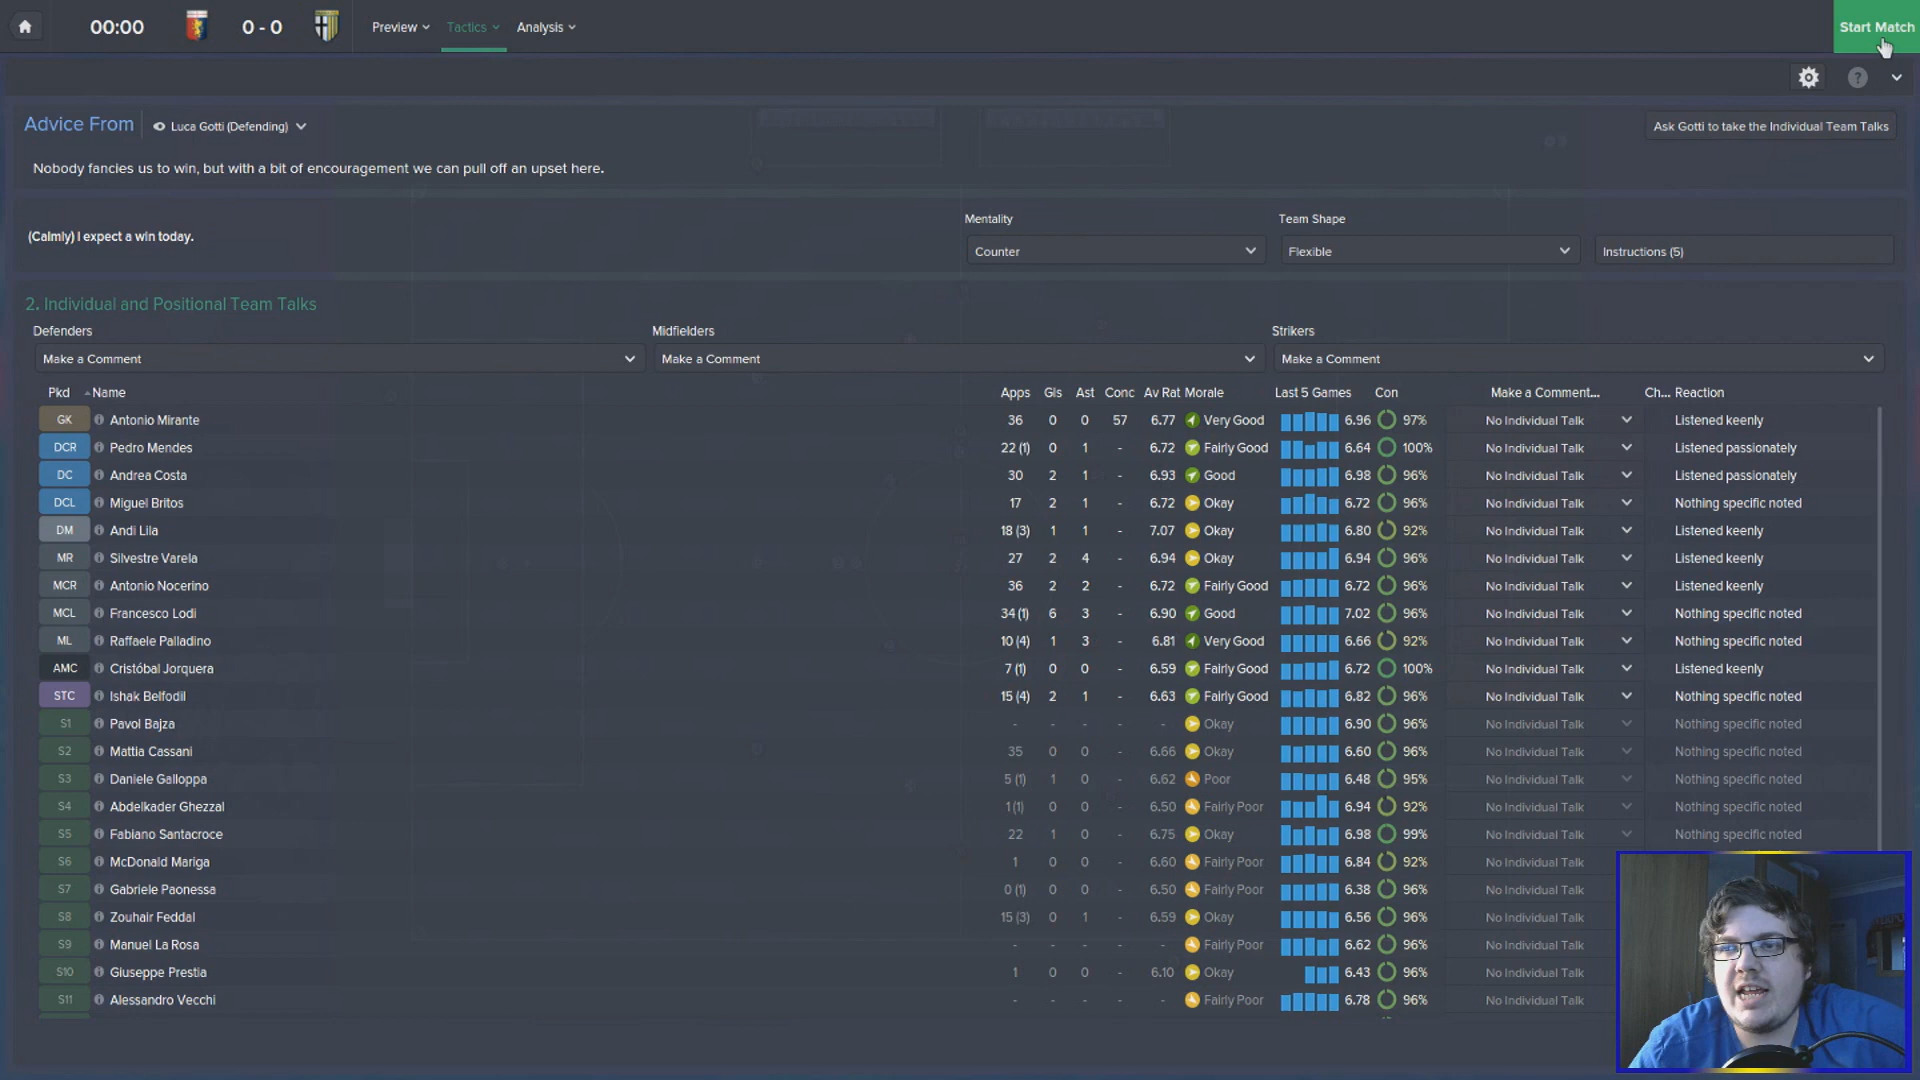 00:00 0 - 0 Preview Tactics Analysis Start Match
Advice From Luca Gotti (Defending) Ask Gotti to take the Individual Team Talks
Nobody fancies us to win, but with a bit of encouragement we can pull off an upset here.
Mentality Team Shape
(Calmly) I expect a win today. Counter Flexible Instructions (5)
2. Individual and Positional Team Talks
Defenders Midfielders Strikers
Make a Comment Make a Comment Make a Comment
Pkd Name Apps Gls Ast Conc Av Rat Morale Last 5 Games Con Make a Comment... Ch... Reaction
GK Antonio Mirante 36 0 0 57 6.77 Very Good 6.96 97% No Individual Talk Listened keenly
DCR Pedro Mendes 22 (1) 0 1 - 6.72 Fairly Good 6.64 100% No Individual Talk Listened passionately
DC Andrea Costa 30 2 1 - 6.93 Good 6.98 96% No Individual Talk Listened passionately
DCL Miguel Britos 17 2 1 - 6.72 Okay 6.72 96% No Individual Talk Nothing specific noted
DM Andi Lila 18 (3) 1 1 - 7.07 Okay 6.80 92% No Individual Talk Listened keenly
MR Silvestre Varela 27 2 4 - 6.94 Okay 6.94 96% No Individual Talk Listened keenly
MCR Antonio Nocerino 36 2 2 - 6.72 Fairly Good 6.72 96% No Individual Talk Listened keenly
MCL Francesco Lodi 34 (1) 6 3 - 6.90 Good 7.02 96% No Individual Talk Nothing specific noted
ML Raffaele Palladino 10 (4) 1 3 - 6.81 Very Good 6.66 92% No Individual Talk Nothing specific noted
AMC Cristóbal Jorquera 7 (1) 0 0 - 6.59 Fairly Good 6.72 100% No Individual Talk Listened keenly
STC Ishak Belfodil 15 (4) 2 1 - 6.63 Fairly Good 6.82 96% No Individual Talk Nothing specific noted
S1 Pavol Bajza - - - - - Okay 6.90 96% No Individual Talk Nothing specific noted
S2 Mattia Cassani 35 0 0 - 6.66 Okay 6.60 96% No Individual Talk Nothing specific noted
S3 Daniele Galloppa 5 (1) 1 0 - 6.62 Poor 6.48 95% No Individual Talk Nothing specific noted
S4 Abdelkader Ghezzal 1 (1) 0 0 - 6.50 Fairly Poor 6.94 92% No Individual Talk Nothing specific noted
S5 Fabiano Santacroce 22 1 0 - 6.75 Okay 6.98 99% No Individual Talk Nothing specific noted
S6 McDonald Mariga 1 0 0 - 6.60 Fairly Poor 6.84 92% No Individual Talk
S7 Gabriele Paonessa 0 (1) 0 0 - 6.50 Fairly Poor 6.38 96% No Individual Talk
S8 Zouhair Feddal 15 (3) 0 1 - 6.59 Okay 6.56 96% No Individual Talk
S9 Manuel La Rosa - - - - - Fairly Poor 6.62 96% No Individual Talk
S10 Giuseppe Prestia 1 0 0 - 6.10 Okay 6.43 96% No Individual Talk
S11 Alessandro Vecchi - - - - - Fairly Poor 6.78 96% No Individual Talk